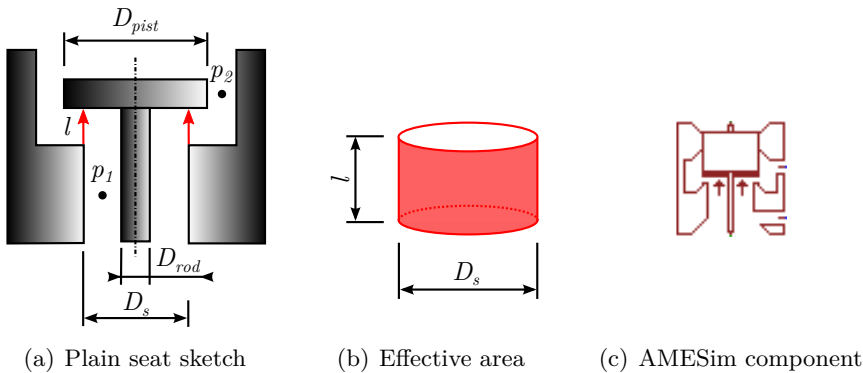 D_pist
p_2
l
p_1
D_rod
D_s
l
D_s
(a) Plain seat sketch
(b) Effective area
(c) AMESim component